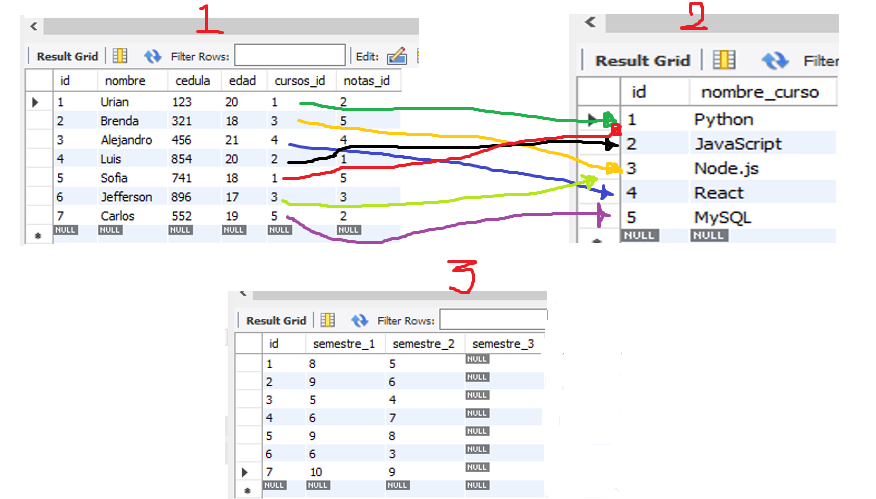 1
Result Grid Filter Rows: Edit:
id nombre cedula edad cursos_id notas_id
1 Urian 123 20 1 2
2 Brenda 321 18 3 5
3 Alejandro 456 21 4 4
4 Luis 854 20 2 1
5 Sofia 741 18 1 5
6 Jefferson 896 17 3 3
7 Carlos 552 19 5 2
NULL NULL NULL NULL NULL NULL
2
Result Grid Filter
id nombre_curso
1 Python
2 JavaScript
3 Node.js
4 React
5 MySQL
NULL NULL
3
Result Grid Filter Rows:
id semestre_1 semestre_2 semestre_3
1 8 5 NULL
2 9 6 NULL
3 5 4 NULL
4 6 7 NULL
5 9 8 NULL
6 6 3 NULL
7 10 9 NULL
NULL NULL NULL NULL